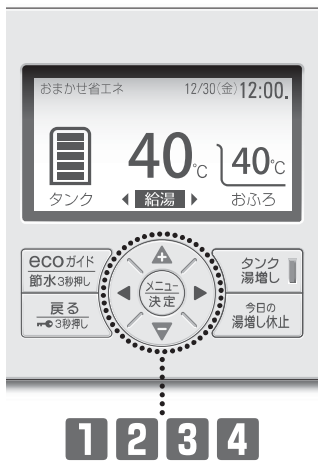 おまかせ省エネ 12/30(金)12:00
40℃ 40℃
タンク 給湯 おふろ
ecoガイド
節水3秒押し
戻る
3秒押し
メニュー
決定
タンク
湯増し
今日の
湯増し休止
1 2 3 4